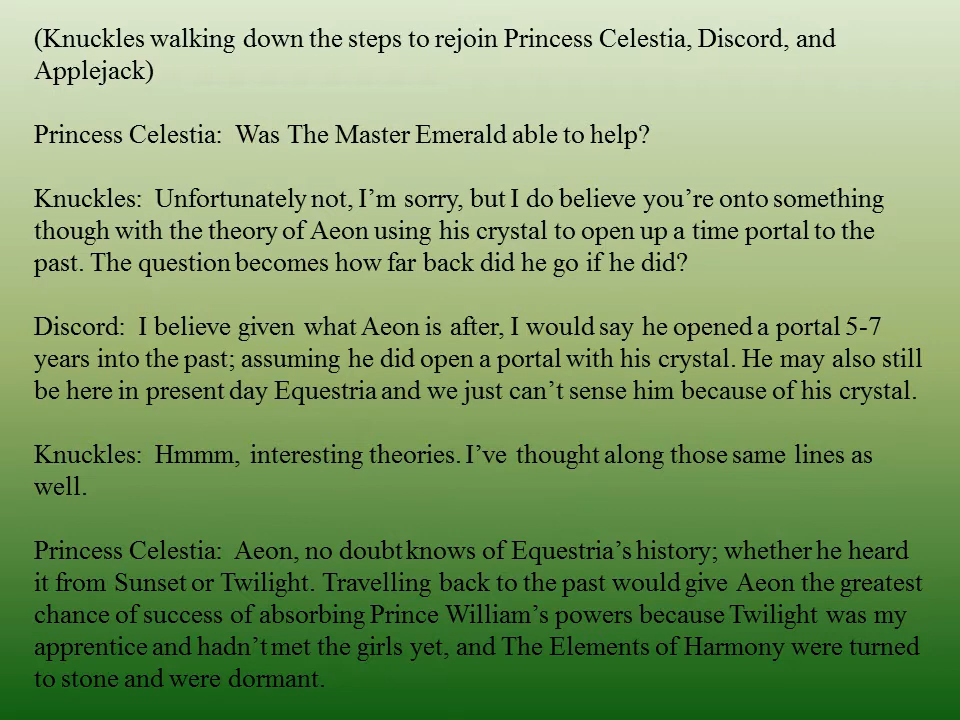 (Knuckles walking down the steps to rejoin Princess Celestia, Discord, and
Applejack)
Princess Celestia:  Was The Master Emerald able to help?
Knuckles:  Unfortunately not, I’m sorry, but I do believe you’re onto something
though with the theory of Aeon using his crystal to open up a time portal to the
past. The question becomes how far back did he go if he did?
Discord:  I believe given what Aeon is after, I would say he opened a portal 5-7
years into the past; assuming he did open a portal with his crystal. He may also still
be here in present day Equestria and we just can’t sense him because of his crystal.
Knuckles:  Hmmm, interesting theories. I’ve thought along those same lines as
well.
Princess Celestia:  Aeon, no doubt knows of Equestria’s history; whether he heard
it from Sunset or Twilight. Travelling back to the past would give Aeon the greatest
chance of success of absorbing Prince William’s powers because Twilight was my
apprentice and hadn’t met the girls yet, and The Elements of Harmony were turned
to stone and were dormant.